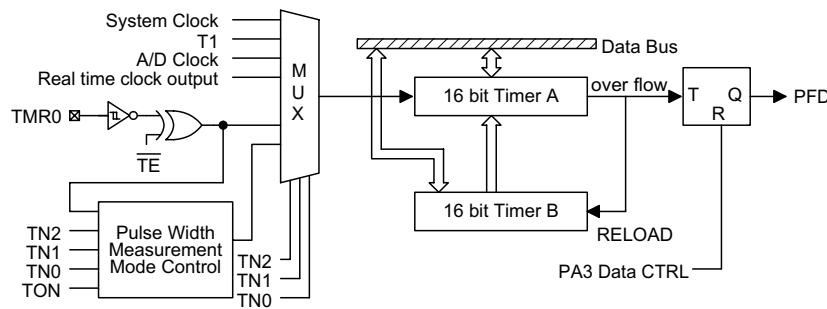 System Clock
T1
A/D Clock
Real time clock output
TMR0
TE
MUX
Data Bus
16 bit Timer A
over flow
T
Q
R
PFD
16 bit Timer B
RELOAD
PA3 Data CTRL
Pulse Width
Measurement
Mode Control
TN2
TN1
TN0
TON
TN2
TN1
TN0